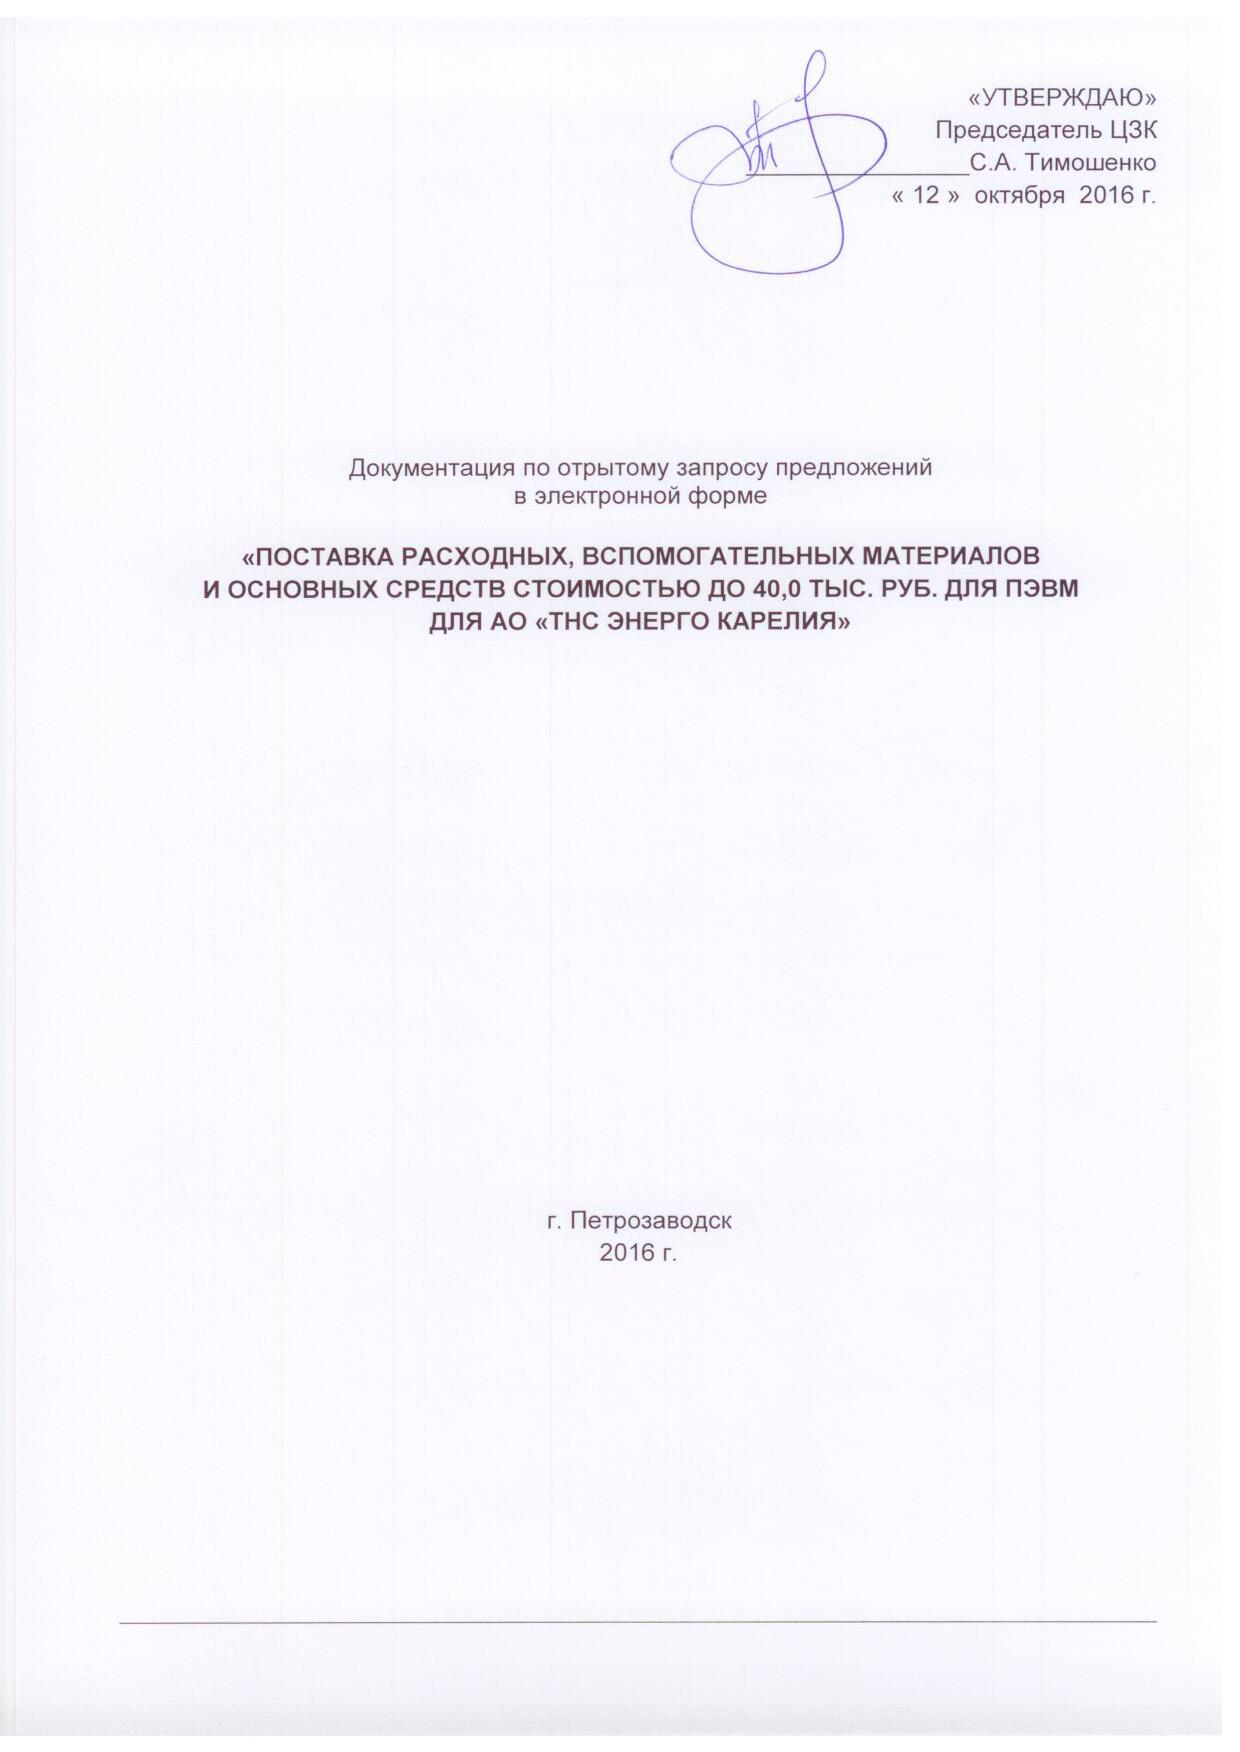 «УТВЕРЖДАЮ»
Председатель ЦЗК
С.А. Тимошенко
« 12 » октября 2016 г.
Документация по отрытому запросу предложений
в электронной форме
«ПОСТАВКА РАСХОДНЫХ, ВСПОМОГАТЕЛЬНЫХ МАТЕРИАЛОВ
И ОСНОВНЫХ СРЕДСТВ СТОИМОСТЬЮ ДО 40,0 ТЫС. РУБ. ДЛЯ ПЭВМ
ДЛЯ АО «ТНС ЭНЕРГО КАРЕЛИЯ»
г. Петрозаводск
2016 г.